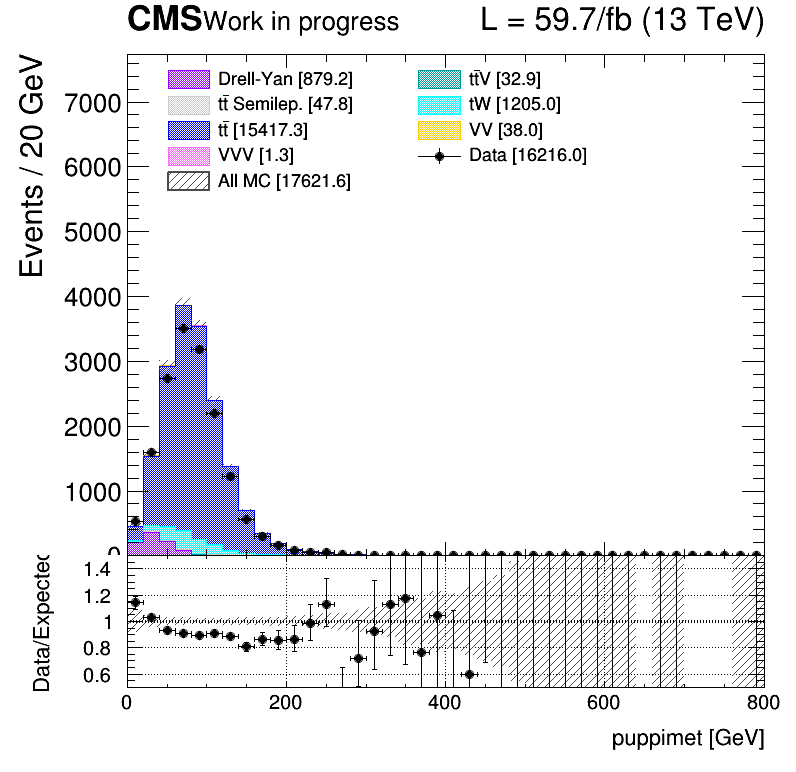 CMS Work in progress L = 59.7/fb (13 TeV)
Events / 20 GeV
Drell-Yan [879.2]
tt̄ Semilep. [47.8]
tt̄ [15417.3]
VVV [1.3]
All MC [17621.6]
tt̄V [32.9]
tW [1205.0]
VV [38.0]
Data [16216.0]
7000
6000
5000
4000
3000
2000
1000
0
Data/Expected
1.4
1.2
1
0.8
0.6
0 200 400 600 800
puppimet [GeV]